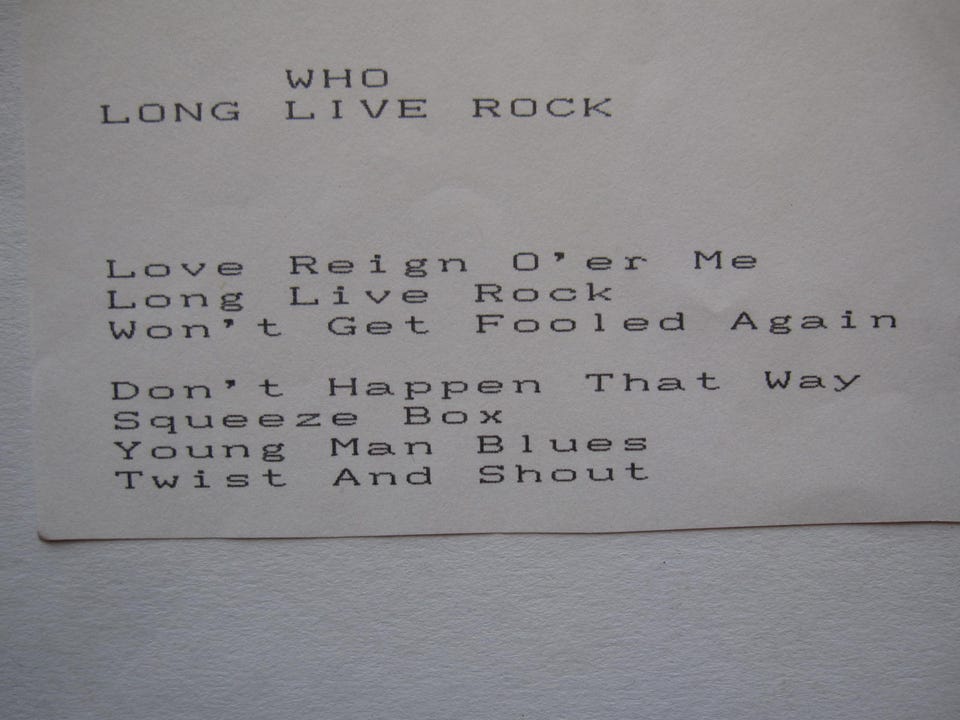 WHO
LONG LIVE ROCK
Love Reign O'er Me
Long Live Rock
Won't Get Fooled Again
Don't Happen That Way
Squeeze Box
Young Man Blues
Twist And Shout